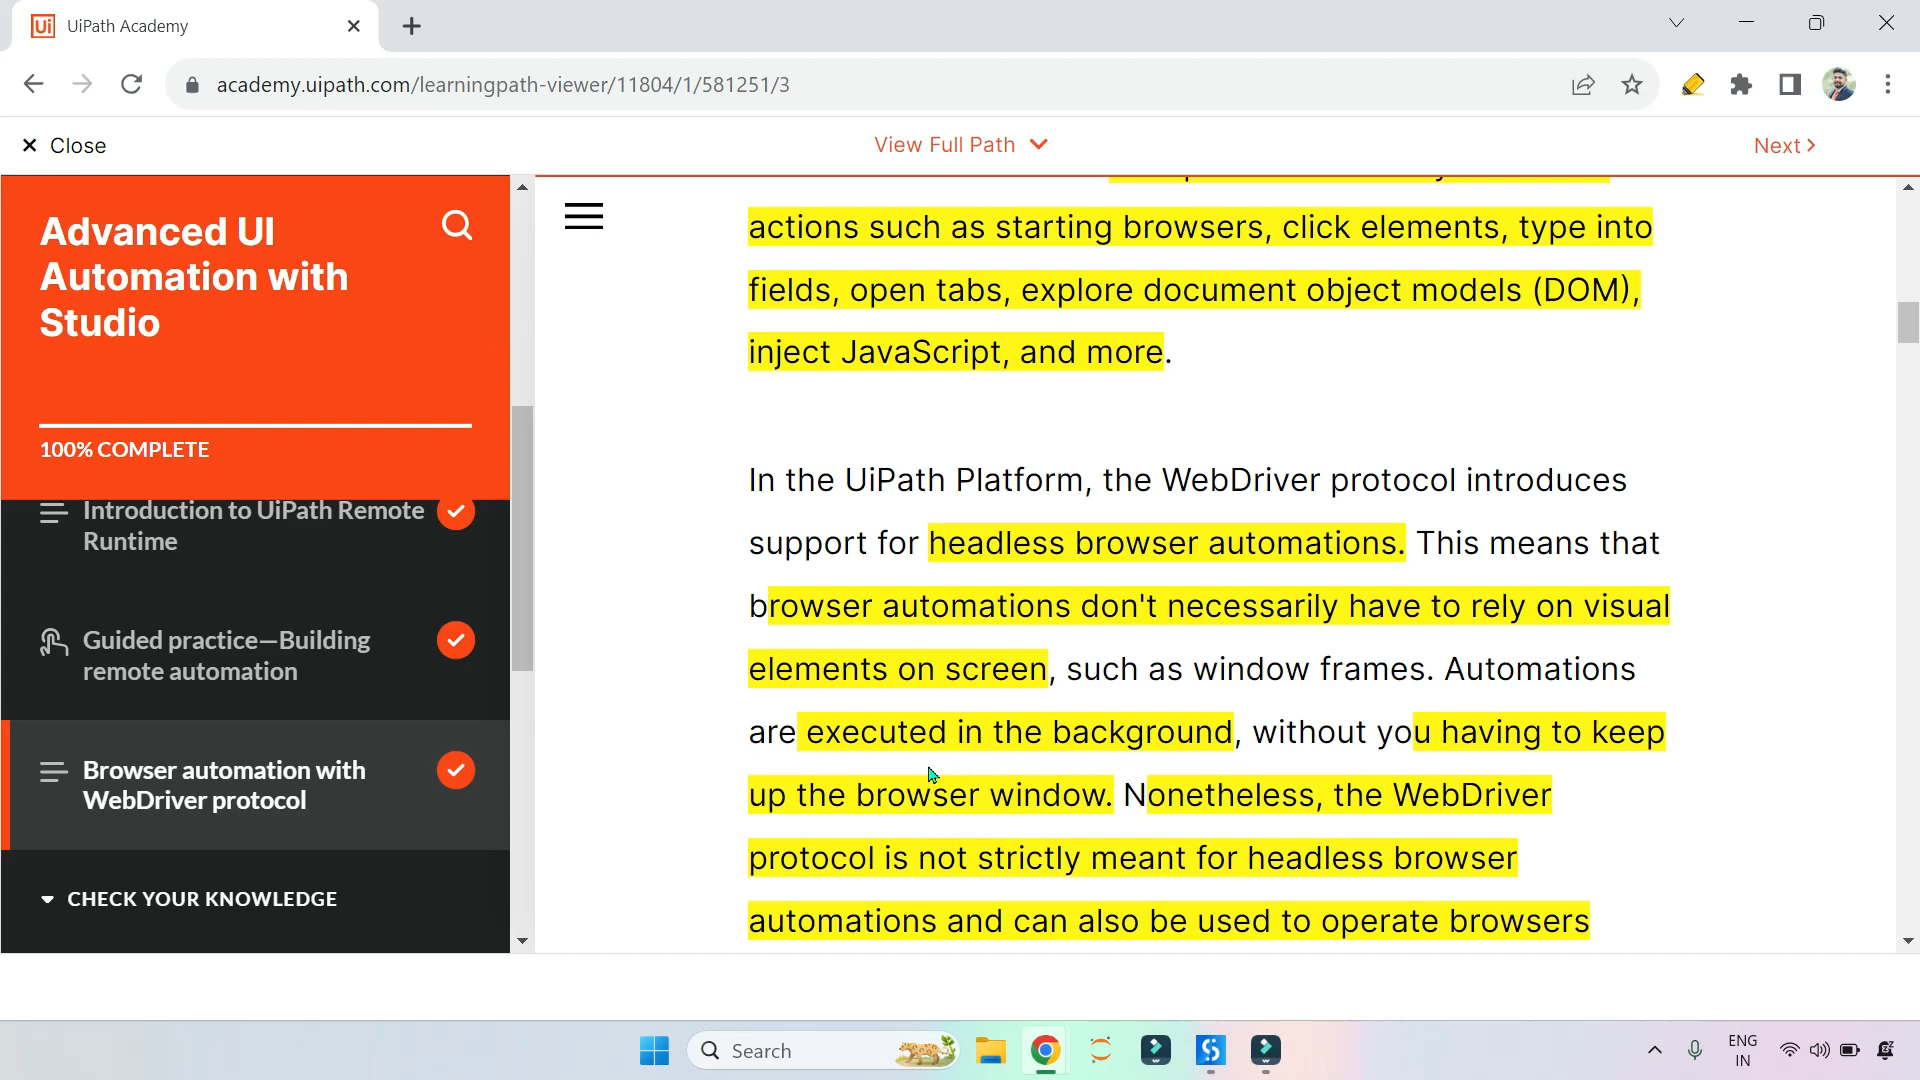 UiPath Academy
academy.uipath.com/learningpath-viewer/11804/1/581251/3
Close
View Full Path
Next
Advanced UI
Automation with
Studio
100% COMPLETE
Introduction to UiPath Remote
Runtime
Guided practice—Building
remote automation
Browser automation with
WebDriver protocol
CHECK YOUR KNOWLEDGE
actions such as starting browsers, click elements, type into
fields, open tabs, explore document object models (DOM),
inject JavaScript, and more.
In the UiPath Platform, the WebDriver protocol introduces
support for headless browser automations. This means that
browser automations don't necessarily have to rely on visual
elements on screen, such as window frames. Automations
are executed in the background, without you having to keep
up the browser window. Nonetheless, the WebDriver
protocol is not strictly meant for headless browser
automations and can also be used to operate browsers
Search
ENG
IN